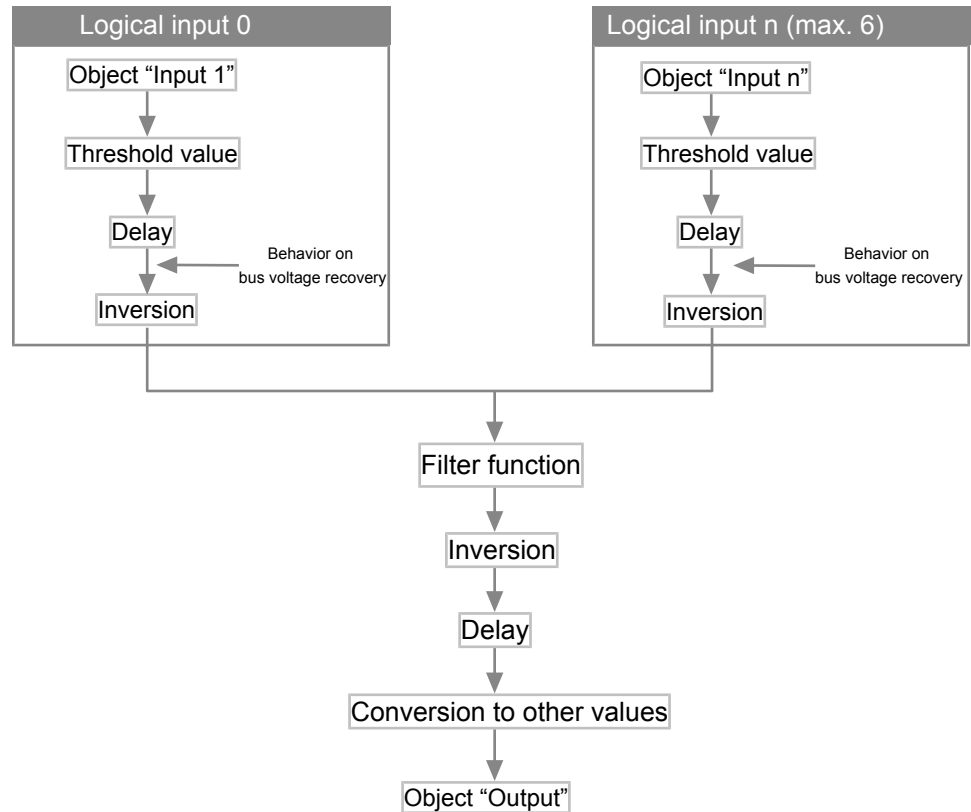 Logical input 0
Object “Input 1”
Threshold value
Delay
Behavior on
bus voltage recovery
Inversion
Logical input n (max. 6)
Object “Input n”
Threshold value
Delay
Behavior on
bus voltage recovery
Inversion
Filter function
Inversion
Delay
Conversion to other values
Object “Output”